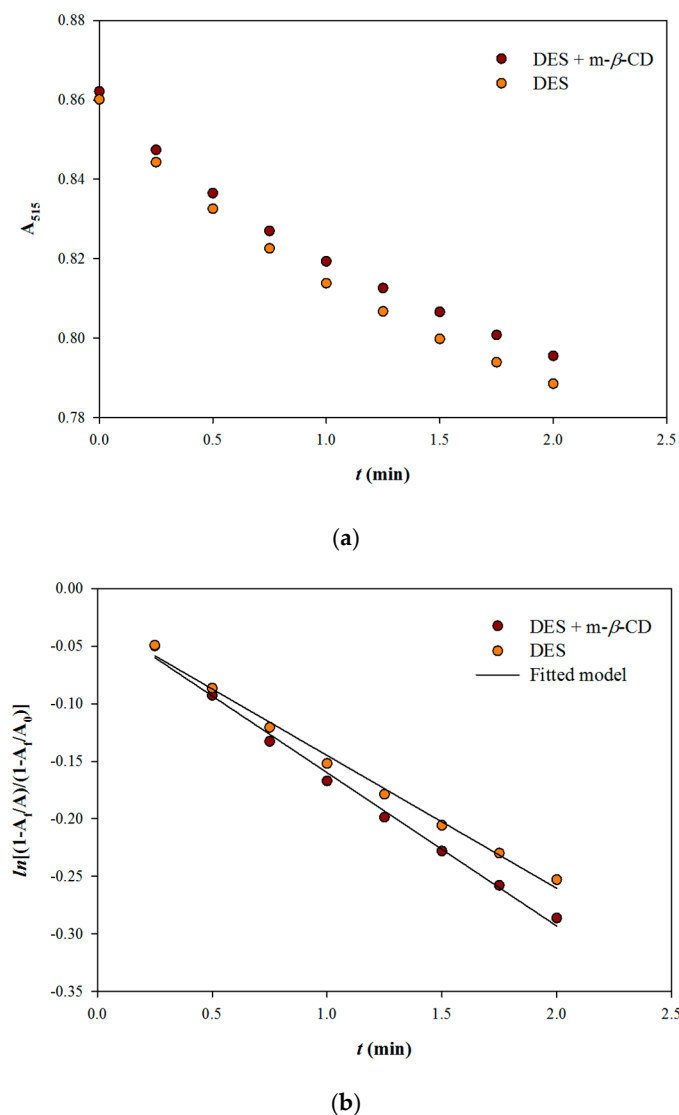 0.88
0.86
0.84
0.82
0.80
0.78
A515
DES + m-β-CD
DES
0.0 0.5 1.0 1.5 2.0 2.5
t (min)
(a)
0.00
-0.05
-0.10
-0.15
-0.20
-0.25
-0.30
-0.35
ln[(1-Af/A)/(1-Af/A0)]
DES + m-β-CD
DES
Fitted model
0.0 0.5 1.0 1.5 2.0 2.5
t (min)
(b)